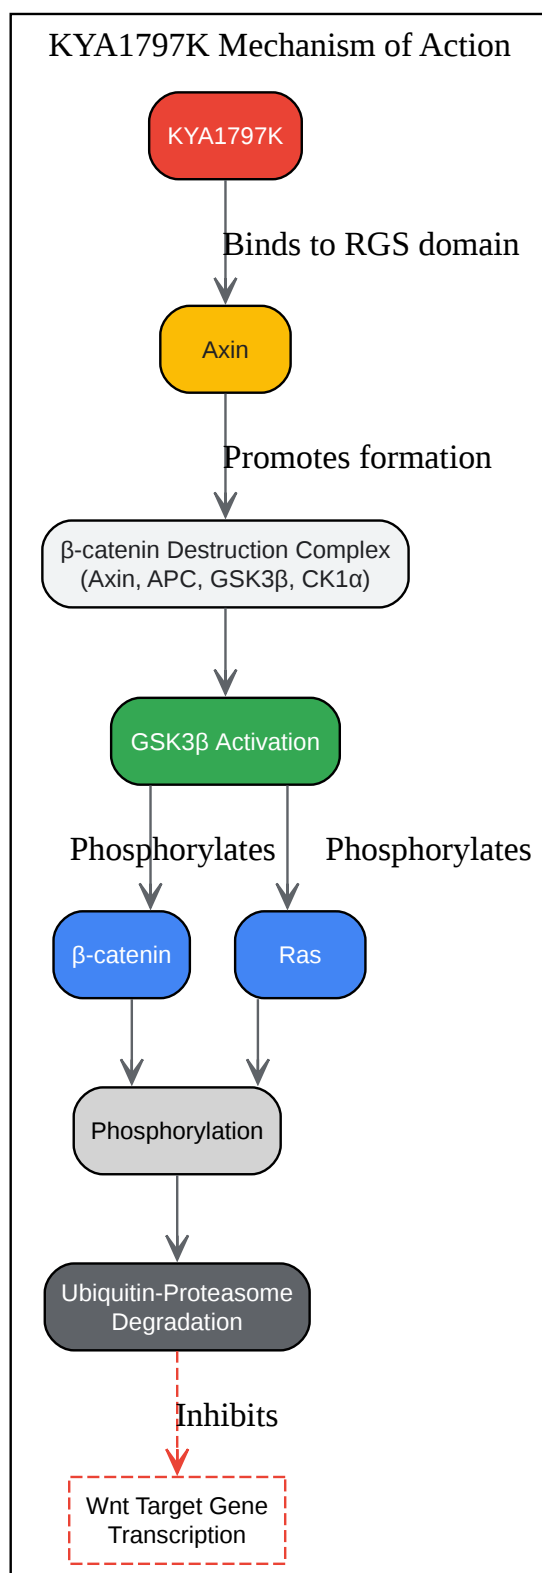 KYA1797K Mechanism of Action
KYA1797K
Binds to RGS domain
Axin
Promotes formation
β-catenin Destruction Complex
(Axin, APC, GSK3β, CK1α)
GSK3β Activation
Phosphorylates
Phosphorylates
β-catenin
Ras
Phosphorylation
Ubiquitin-Proteasome
Degradation
Inhibits
Wnt Target Gene
Transcription